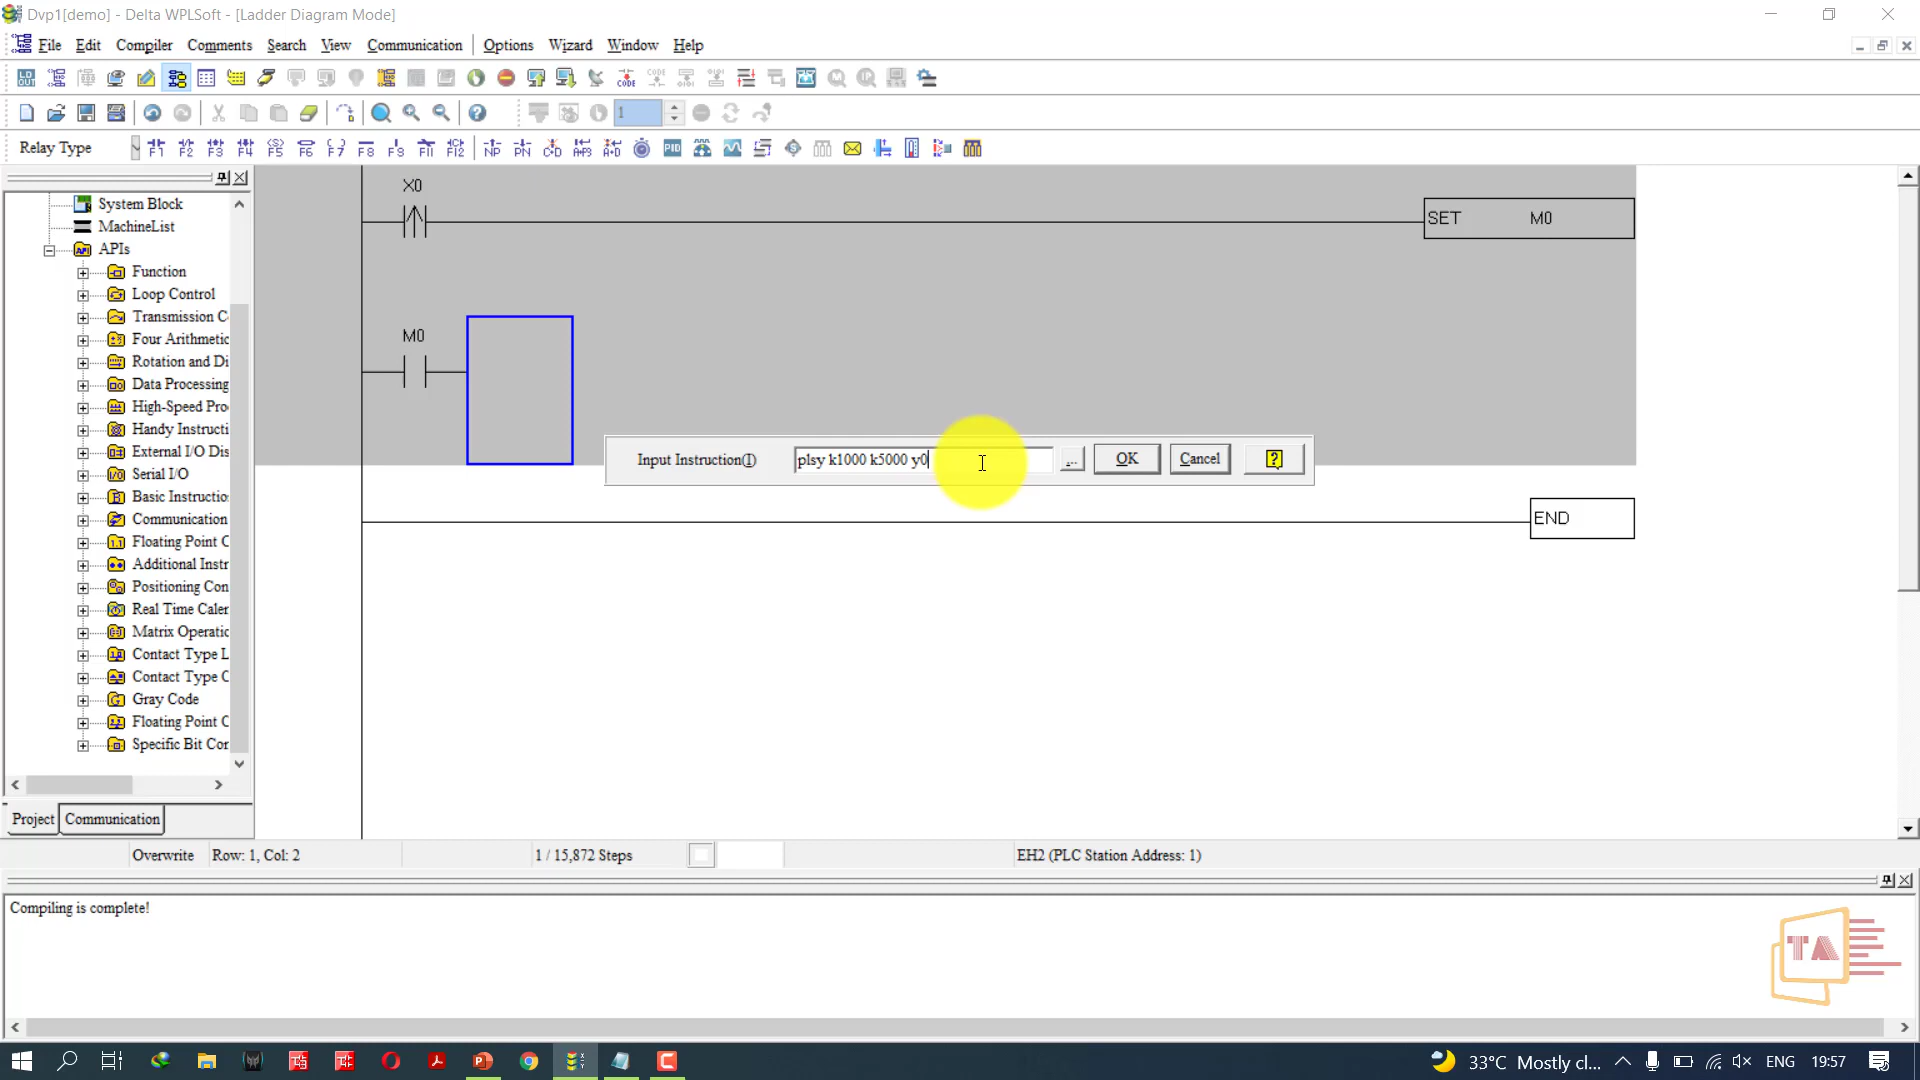 Dvp1[demo] - Delta WPLSoft - [Ladder Diagram Mode]
File Edit Compiler Comments Search View Communication Options Wizard Window Help
1
Relay Type
System Block
MachineList
APIs
Function
Loop Control
Transmission C
Four Arithmetic
Rotation and Di
Data Processing
High-Speed Pro
Handy Instructi
External I/O Dis
Serial I/O
Basic Instructio
Communication
Floating Point C
Additional Instr
Positioning Con
Real Time Caler
Matrix Operatic
Contact Type L
Contact Type C
Gray Code
Floating Point C
Specific Bit Cor
Project Communication
X0
SET M0
M0
Input Instruction(I) plsy k1000 k5000 y0 ... OK Cancel ?
END
Overwrite Row: 1, Col: 2 1 / 15,872 Steps EH2 (PLC Station Address: 1)
Compiling is complete!
TA
33°C Mostly cl... ENG 19:57